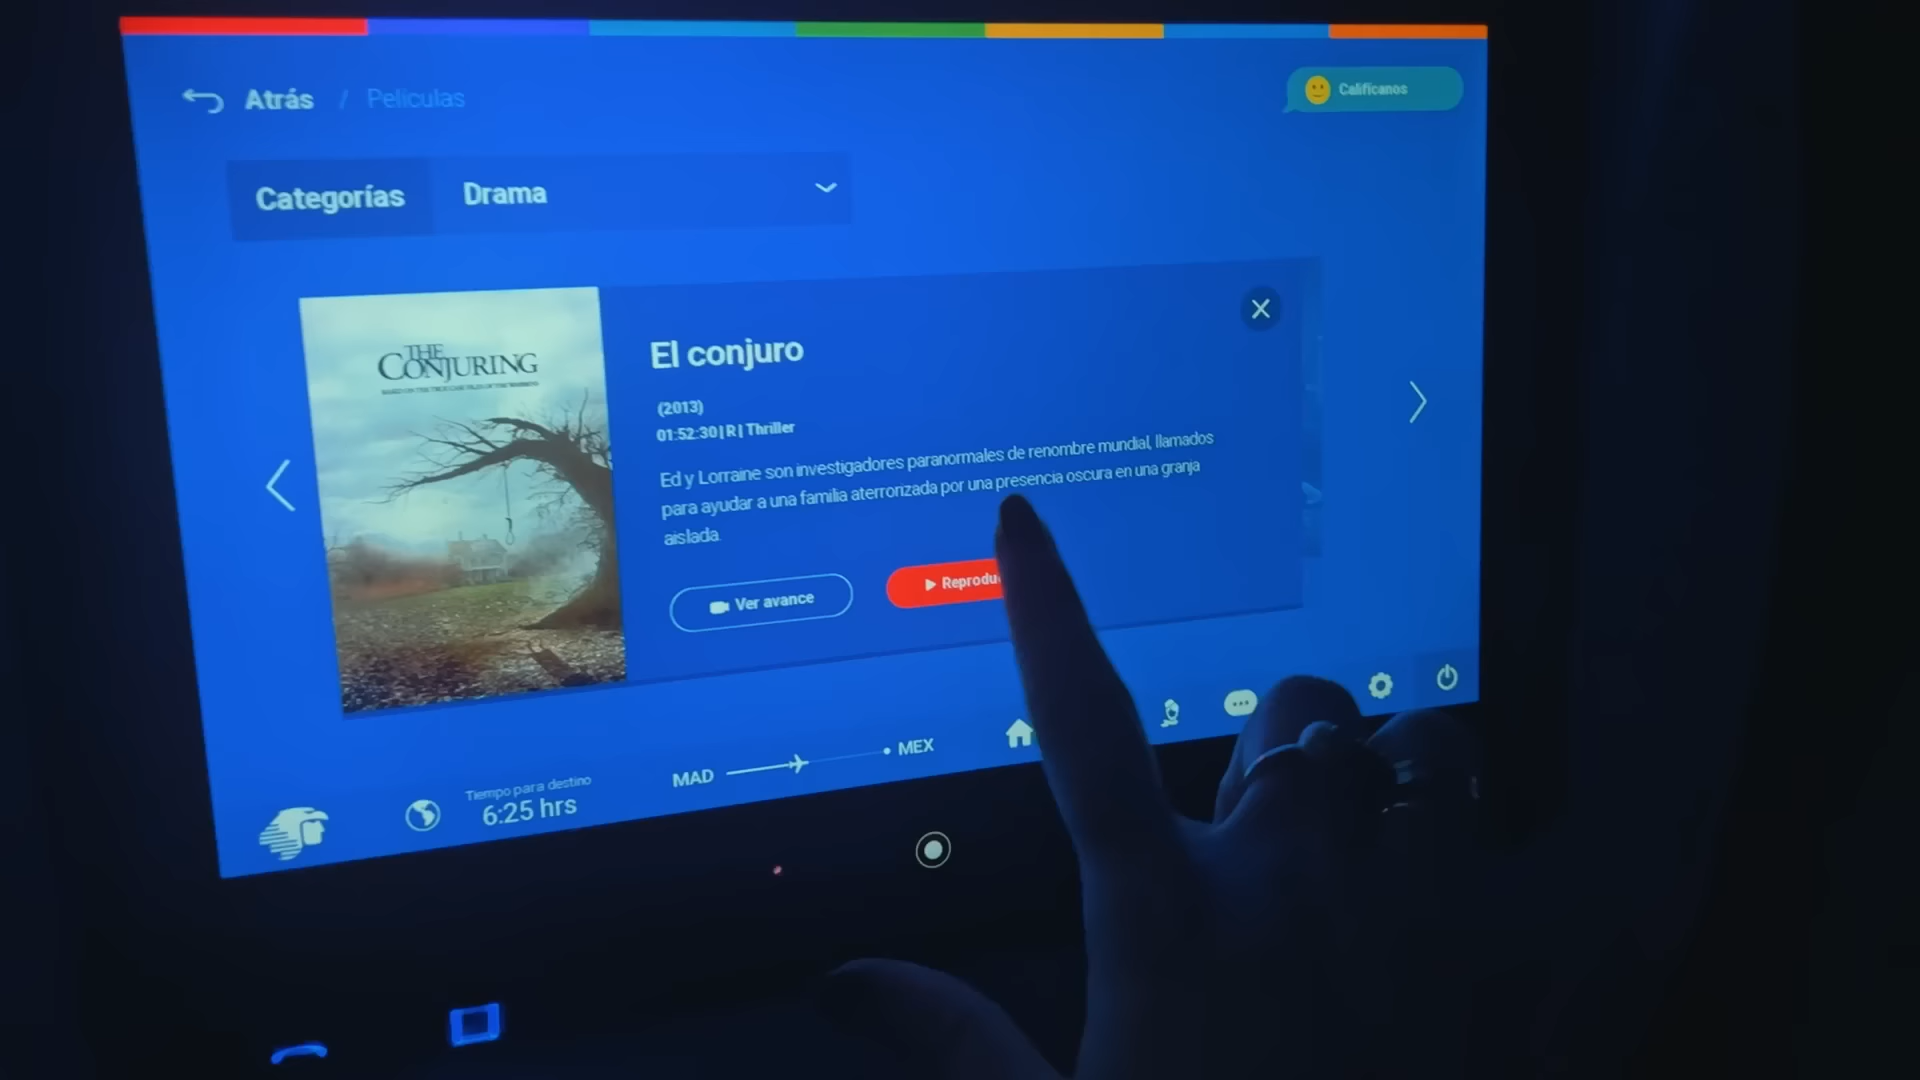 Atrás / Películas
Califícanos
Categorías
Drama
THE
CONJURING
El conjuro
(2013)
01:52:30 | R | Thriller
Ed y Lorraine son investigadores paranormales de renombre mundial, llamados
para ayudar a una familia aterrorizada por una presencia oscura en una granja
aislada.
Ver avance
Reprodu
Tiempo para destino
6:25 hrs
MAD
MEX